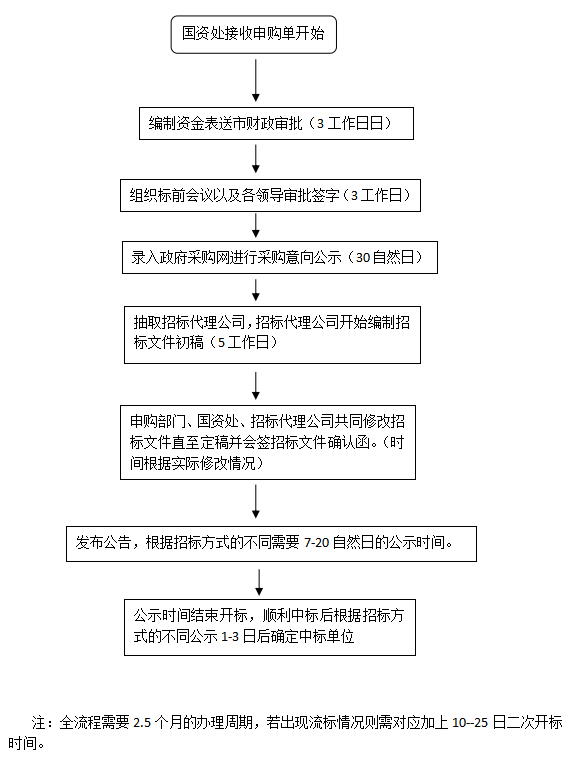 国资处接收申购单开始
编制资金表送市财政审批（3 工作日日）
组织标前会议以及各领导审批签字（3 工作日）
录入政府采购网进行采购意向公示（30 自然日）
抽取招标代理公司，招标代理公司开始编制招
标文件初稿（5 工作日）
申购部门、国资处、招标代理公司共同修改招
标文件直至定稿并会签招标文件确认函。（时
间根据实际修改情况）
发布公告，根据招标方式的不同需要 7-20 自然日的公示时间。
公示时间结束开标，顺利中标后根据招标方
式的不同公示 1-3 日后确定中标单位
注：全流程需要 2.5 个月的办理周期，若出现流标情况则需对应加上 10--25 日二次开标
时间。